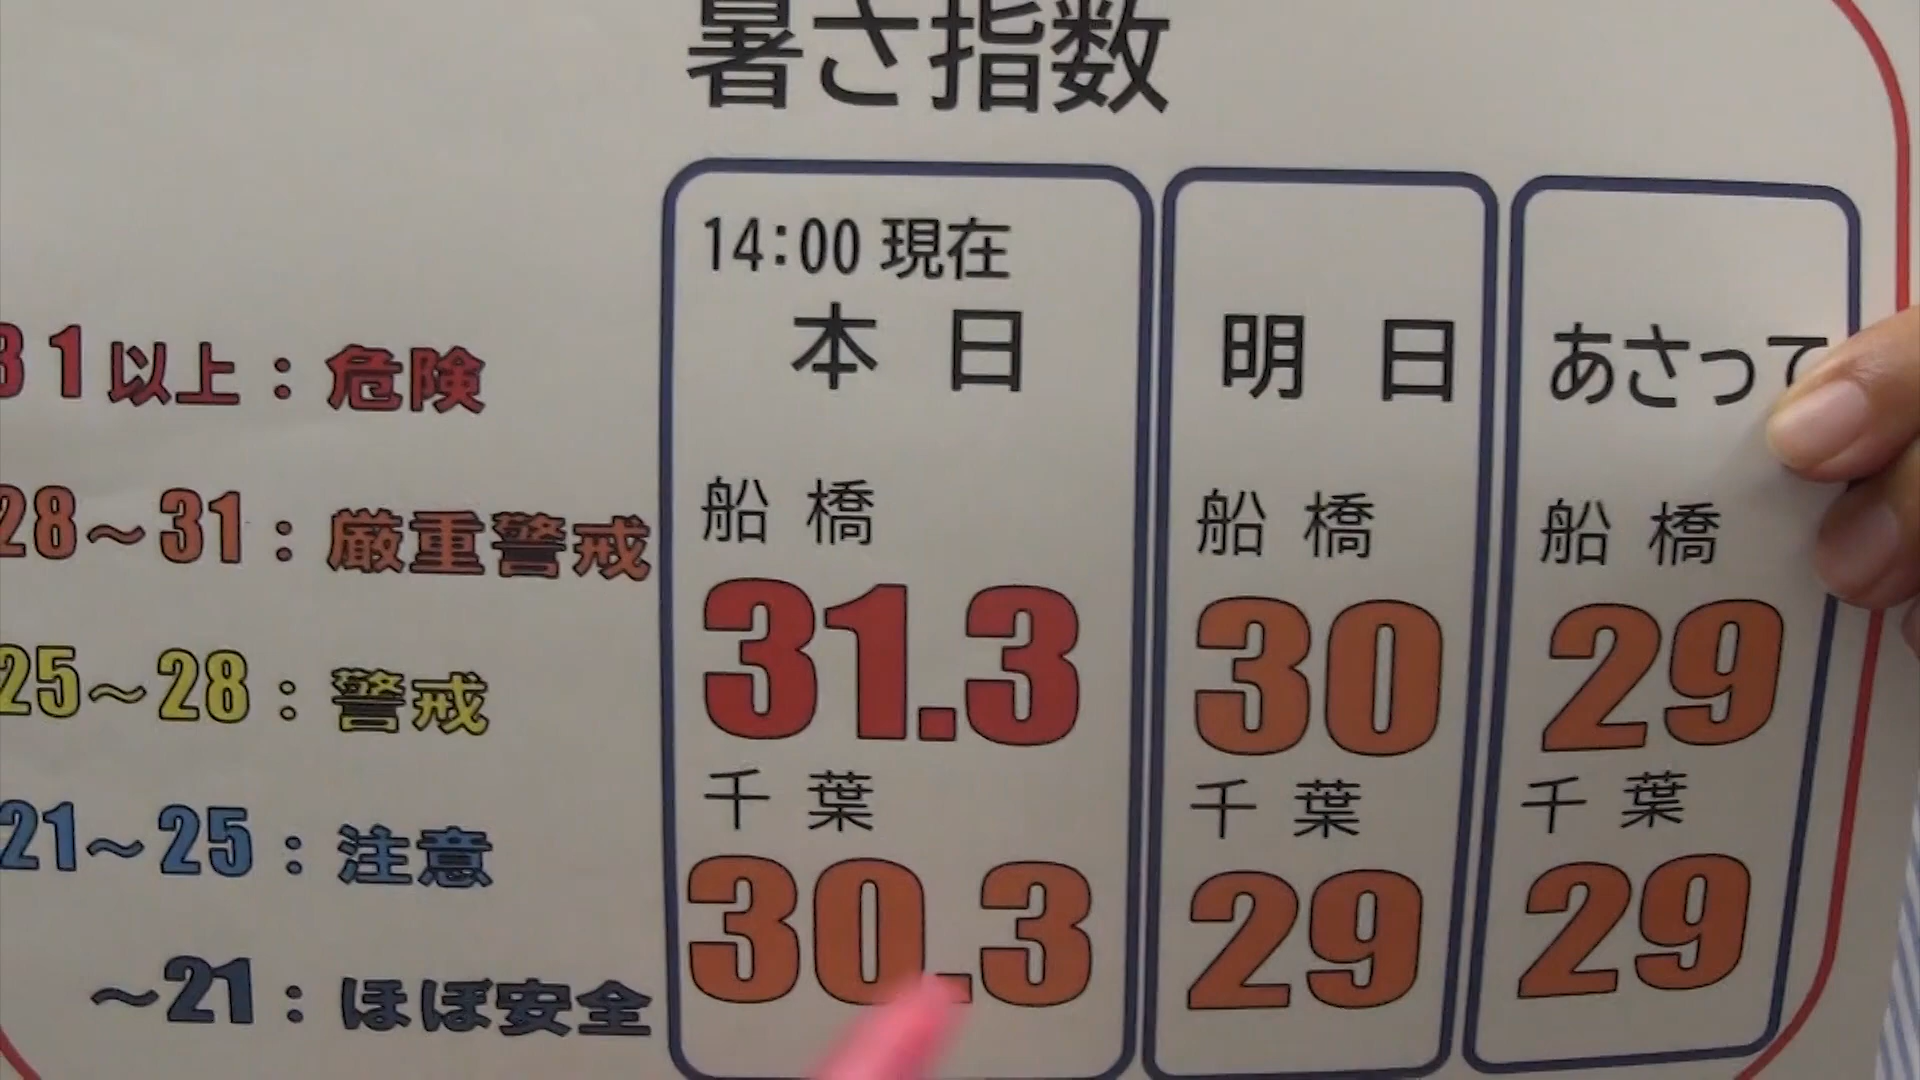 暑さ指数
31以上：危険
28～31：厳重警戒
25～28：警戒
21～25：注意
～21：ほぼ安全
14:00 現在
本日
船橋
31.3
千葉
30.3
明日
船橋
30
千葉
29
あさって
船橋
29
千葉
29